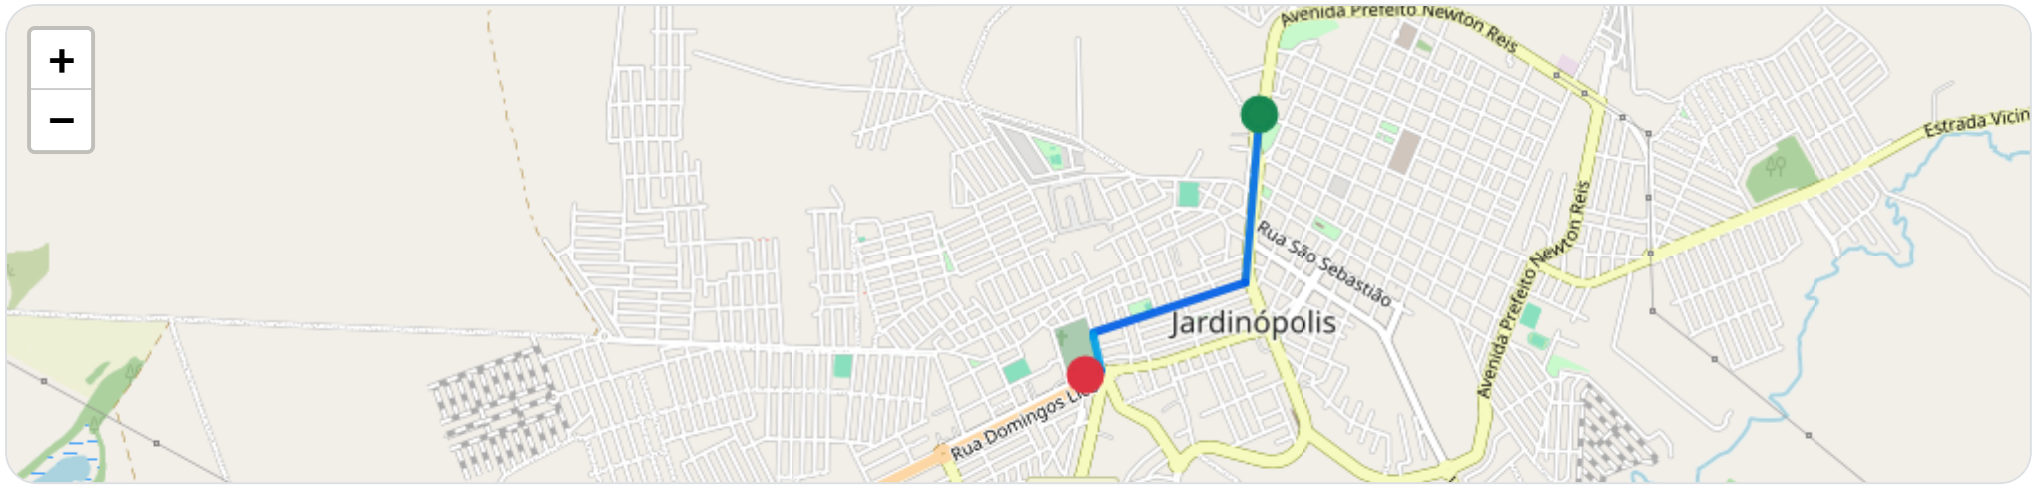 +
−
Avenida Prefeito Newton Reis
Estrada Vicin
Rua São Sebastião
Avenida Prefeito Newton Reis
Jardinópolis
Rua Domingos